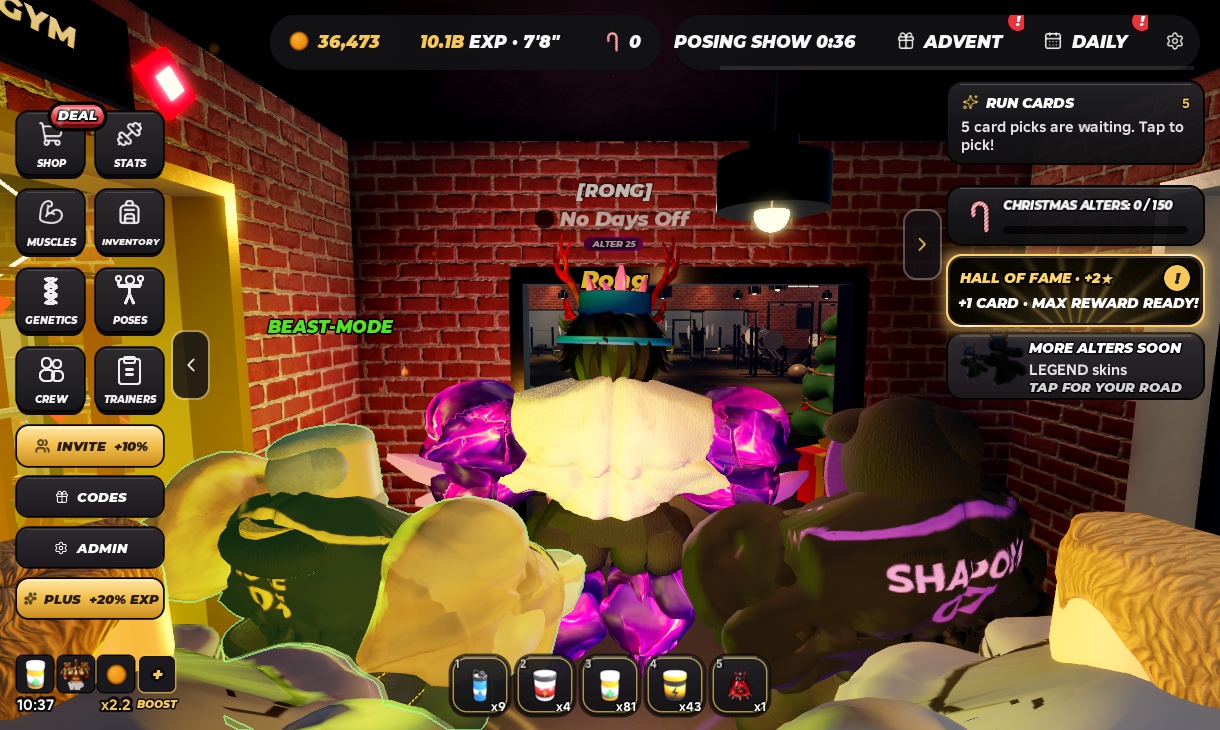 GYM
36,473
10.1B EXP · 7'8"
0
POSING SHOW 0:36
!
ADVENT
!
DAILY
DEAL
SHOP
STATS
MUSCLES
INVENTORY
GENETICS
POSES
CREW
TRAINERS
INVITE +10%
CODES
ADMIN
PLUS +20% EXP
10:37
x2.2
+
BOOST
[RONG]
No Days Off
ALTER 25
Rong
BEAST-MODE
SHADOW
RUN CARDS
5
5 card picks are waiting. Tap to
pick!
CHRISTMAS ALTERS: 0/150
HALL OF FAME · +2★
!
+1 CARD · MAX REWARD READY!
MORE ALTERS SOON
LEGEND skins
TAP FOR YOUR ROAD
1
x9
2
x4
3
x81
4
x43
5
x1